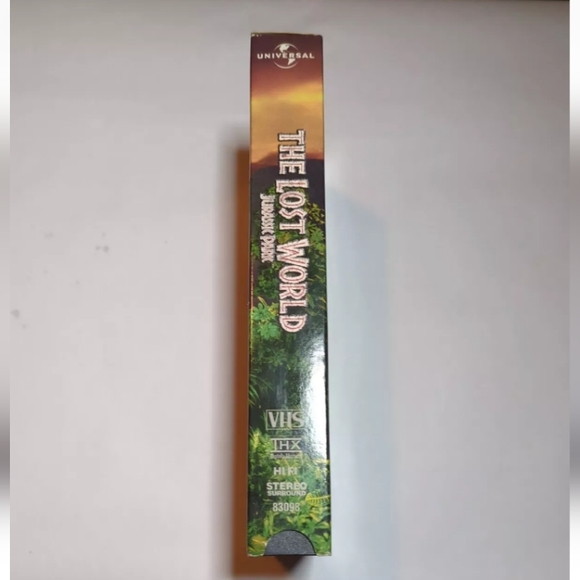 UNIVERSAL
THE LOST WORLD
JURASSIC PARK
VHS
THX
HI FI
STEREO
SURROUND
83098